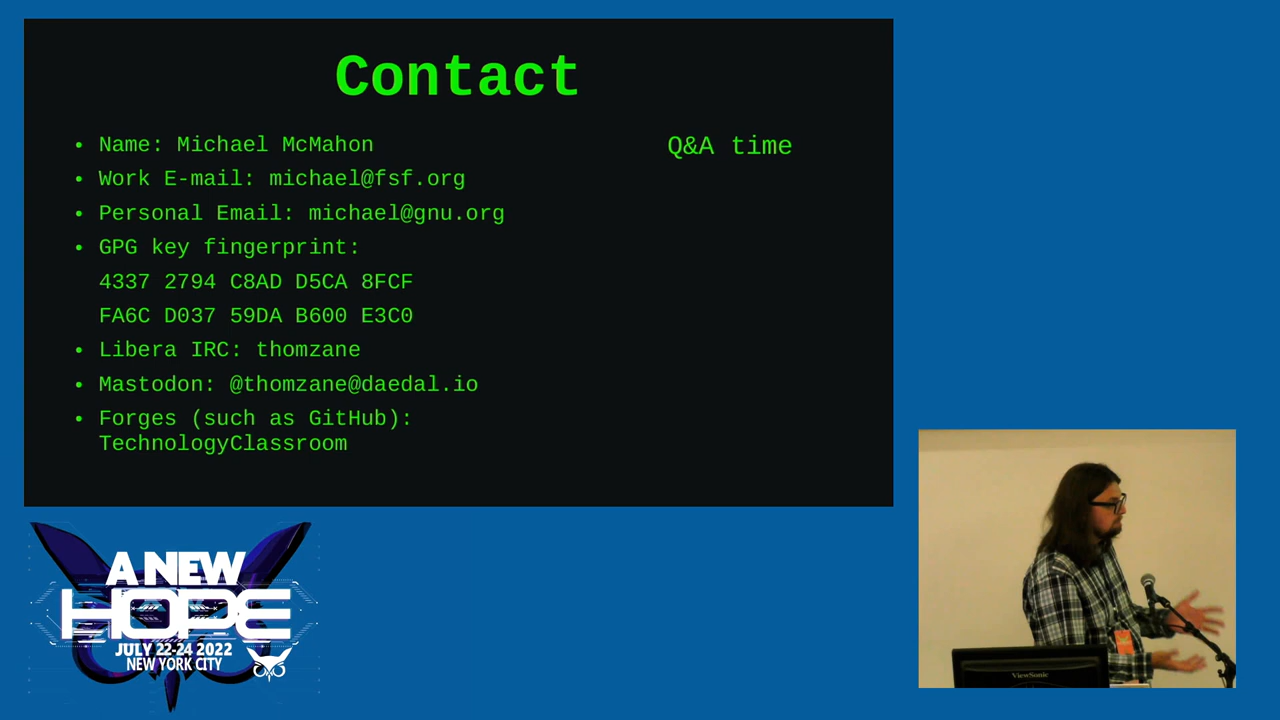 Contact
• Name: Michael McMahon
• Work E-mail: michael@fsf.org
• Personal Email: michael@gnu.org
• GPG key fingerprint:
4337 2794 C8AD D5CA 8FCF
FA6C D037 59DA B600 E3C0
• Libera IRC: thomzane
• Mastodon: @thomzane@daedal.io
• Forges (such as GitHub):
TechnologyClassroom
Q&A time
A NEW
HOPE
JULY 22-24 2022
NEW YORK CITY
ViewSonic